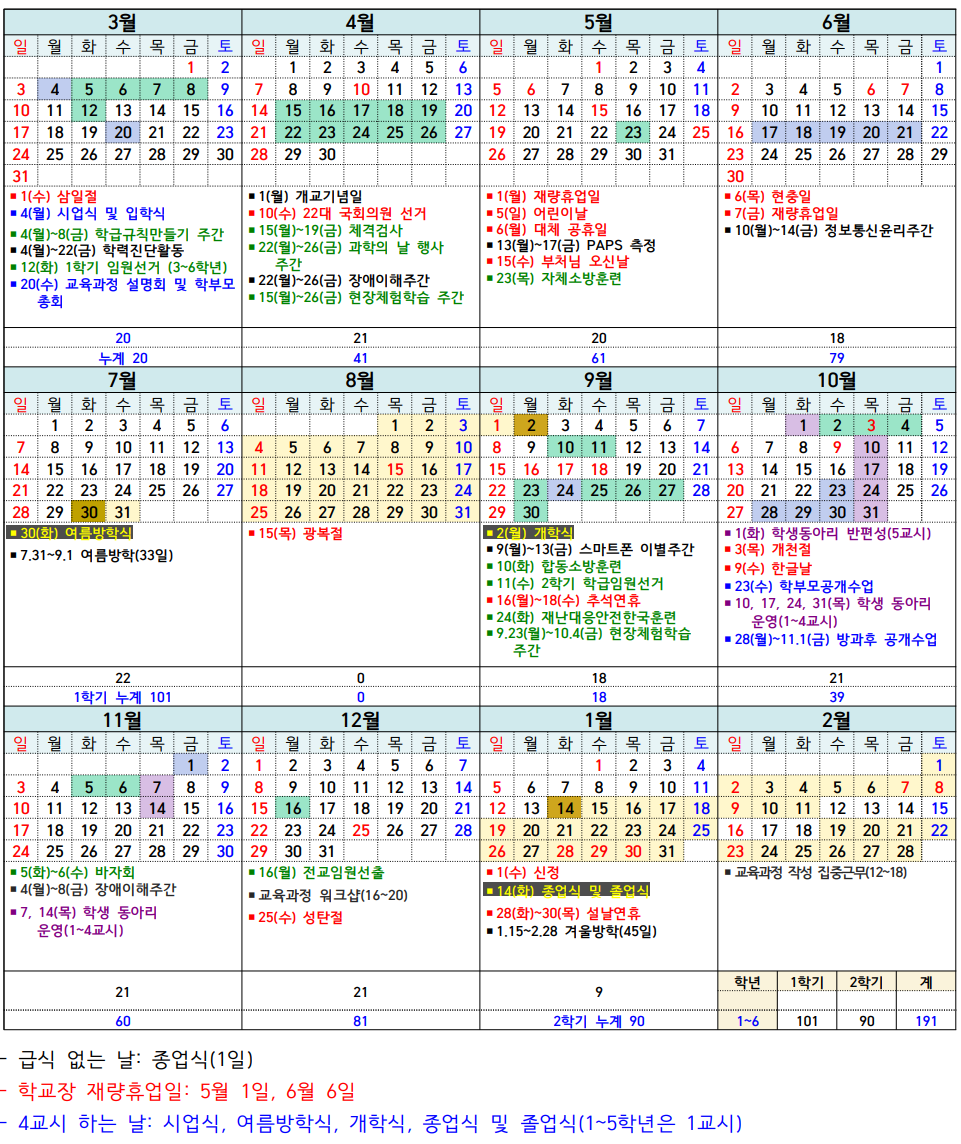 3월
일 월 화 수 목 금 토
1 2
3 4 5 6 7 8 9
10 11 12 13 14 15 16
17 18 19 20 21 22 23
24 25 26 27 28 29 30
31
▪ 1(수) 삼일절
▪ 4(월) 시업식 및 입학식
▪ 4(월)~8(금) 학급규칙만들기 주간
▪ 4(월)~22(금) 학력진단활동
▪ 12(화) 1학기 임원선거 (3~6학년)
▪ 20(수) 교육과정 설명회 및 학부모
총회
20
누계 20
4월
일 월 화 수 목 금 토
1 2 3 4 5 6
7 8 9 10 11 12 13
14 15 16 17 18 19 20
21 22 23 24 25 26 27
28 29 30
▪ 1(월) 개교기념일
▪ 10(수) 22대 국회의원 선거
▪ 15(월)~19(금) 체격검사
▪ 22(월)~26(금) 과학의 날 행사
주간
▪ 22(월)~26(금) 장애이해주간
▪ 15(월)~26(금) 현장체험학습 주간
21
41
5월
일 월 화 수 목 금 토
1 2 3 4
5 6 7 8 9 10 11
12 13 14 15 16 17 18
19 20 21 22 23 24 25
26 27 28 29 30 31
▪ 1(월) 재량휴업일
▪ 5(일) 어린이날
▪ 6(월) 대체 공휴일
▪ 13(월)~17(금) PAPS 측정
▪ 15(수) 부처님 오신날
▪ 23(목) 자체소방훈련
20
61
6월
일 월 화 수 목 금 토
1
2 3 4 5 6 7 8
9 10 11 12 13 14 15
16 17 18 19 20 21 22
23 24 25 26 27 28 29
30
▪ 6(목) 현충일
▪ 7(금) 재량휴업일
▪ 10(월)~14(금) 정보통신윤리주간
18
79
7월
일 월 화 수 목 금 토
1 2 3 4 5 6
7 8 9 10 11 12 13
14 15 16 17 18 19 20
21 22 23 24 25 26 27
28 29 30 31
▪ 30(화) 여름방학식
▪ 7.31~9.1 여름방학(33일)
22
1학기 누계 101
8월
일 월 화 수 목 금 토
1 2 3
4 5 6 7 8 9 10
11 12 13 14 15 16 17
18 19 20 21 22 23 24
25 26 27 28 29 30 31
▪ 15(목) 광복절
0
0
9월
일 월 화 수 목 금 토
1 2 3 4 5 6 7
8 9 10 11 12 13 14
15 16 17 18 19 20 21
22 23 24 25 26 27 28
29 30
▪ 2(월) 개학식
▪ 9(월)~13(금) 스마트폰 이별주간
▪ 10(화) 합동소방훈련
▪ 11(수) 2학기 학급임원선거
▪ 16(월)~18(수) 추석연휴
▪ 24(화) 재난대응안전한국훈련
▪ 9.23(월)~10.4(금) 현장체험학습
주간
18
18
10월
일 월 화 수 목 금 토
1 2 3 4 5
6 7 8 9 10 11 12
13 14 15 16 17 18 19
20 21 22 23 24 25 26
27 28 29 30 31
▪ 1(화) 학생동아리 반편성(5교시)
▪ 3(목) 개천절
▪ 9(수) 한글날
▪ 23(수) 학부모공개수업
▪ 10, 17, 24, 31(목) 학생 동아리
운영(1~4교시)
▪ 28(월)~11.1(금) 방과후 공개수업
21
39
11월
일 월 화 수 목 금 토
1 2
3 4 5 6 7 8 9
10 11 12 13 14 15 16
17 18 19 20 21 22 23
24 25 26 27 28 29 30
▪ 5(화)~6(수) 바자회
▪ 4(월)~8(금) 장애이해주간
▪ 7, 14(목) 학생 동아리
운영(1~4교시)
21
60
12월
일 월 화 수 목 금 토
1 2 3 4 5 6 7
8 9 10 11 12 13 14
15 16 17 18 19 20 21
22 23 24 25 26 27 28
29 30 31
▪ 16(월) 전교임원선출
▪ 교육과정 워크샵(16~20)
▪ 25(수) 성탄절
21
81
1월
일 월 화 수 목 금 토
1 2 3 4
5 6 7 8 9 10 11
12 13 14 15 16 17 18
19 20 21 22 23 24 25
26 27 28 29 30 31
▪ 1(수) 신정
▪ 14(화) 종업식 및 졸업식
▪ 28(화)~30(목) 설날연휴
▪ 1.15~2.28 겨울방학(45일)
9
2학기 누계 90
2월
일 월 화 수 목 금 토
1
2 3 4 5 6 7 8
9 10 11 12 13 14 15
16 17 18 19 20 21 22
23 24 25 26 27 28
▪ 교육과정 작성 집중근무(12~18)
학년 1학기 2학기 계
1~6 101 90 191
- 급식 없는 날: 종업식(1일)
- 학교장 재량휴업일: 5월 1일, 6월 6일
- 4교시 하는 날: 시업식, 여름방학식, 개학식, 종업식 및 졸업식(1~5학년은 1교시)